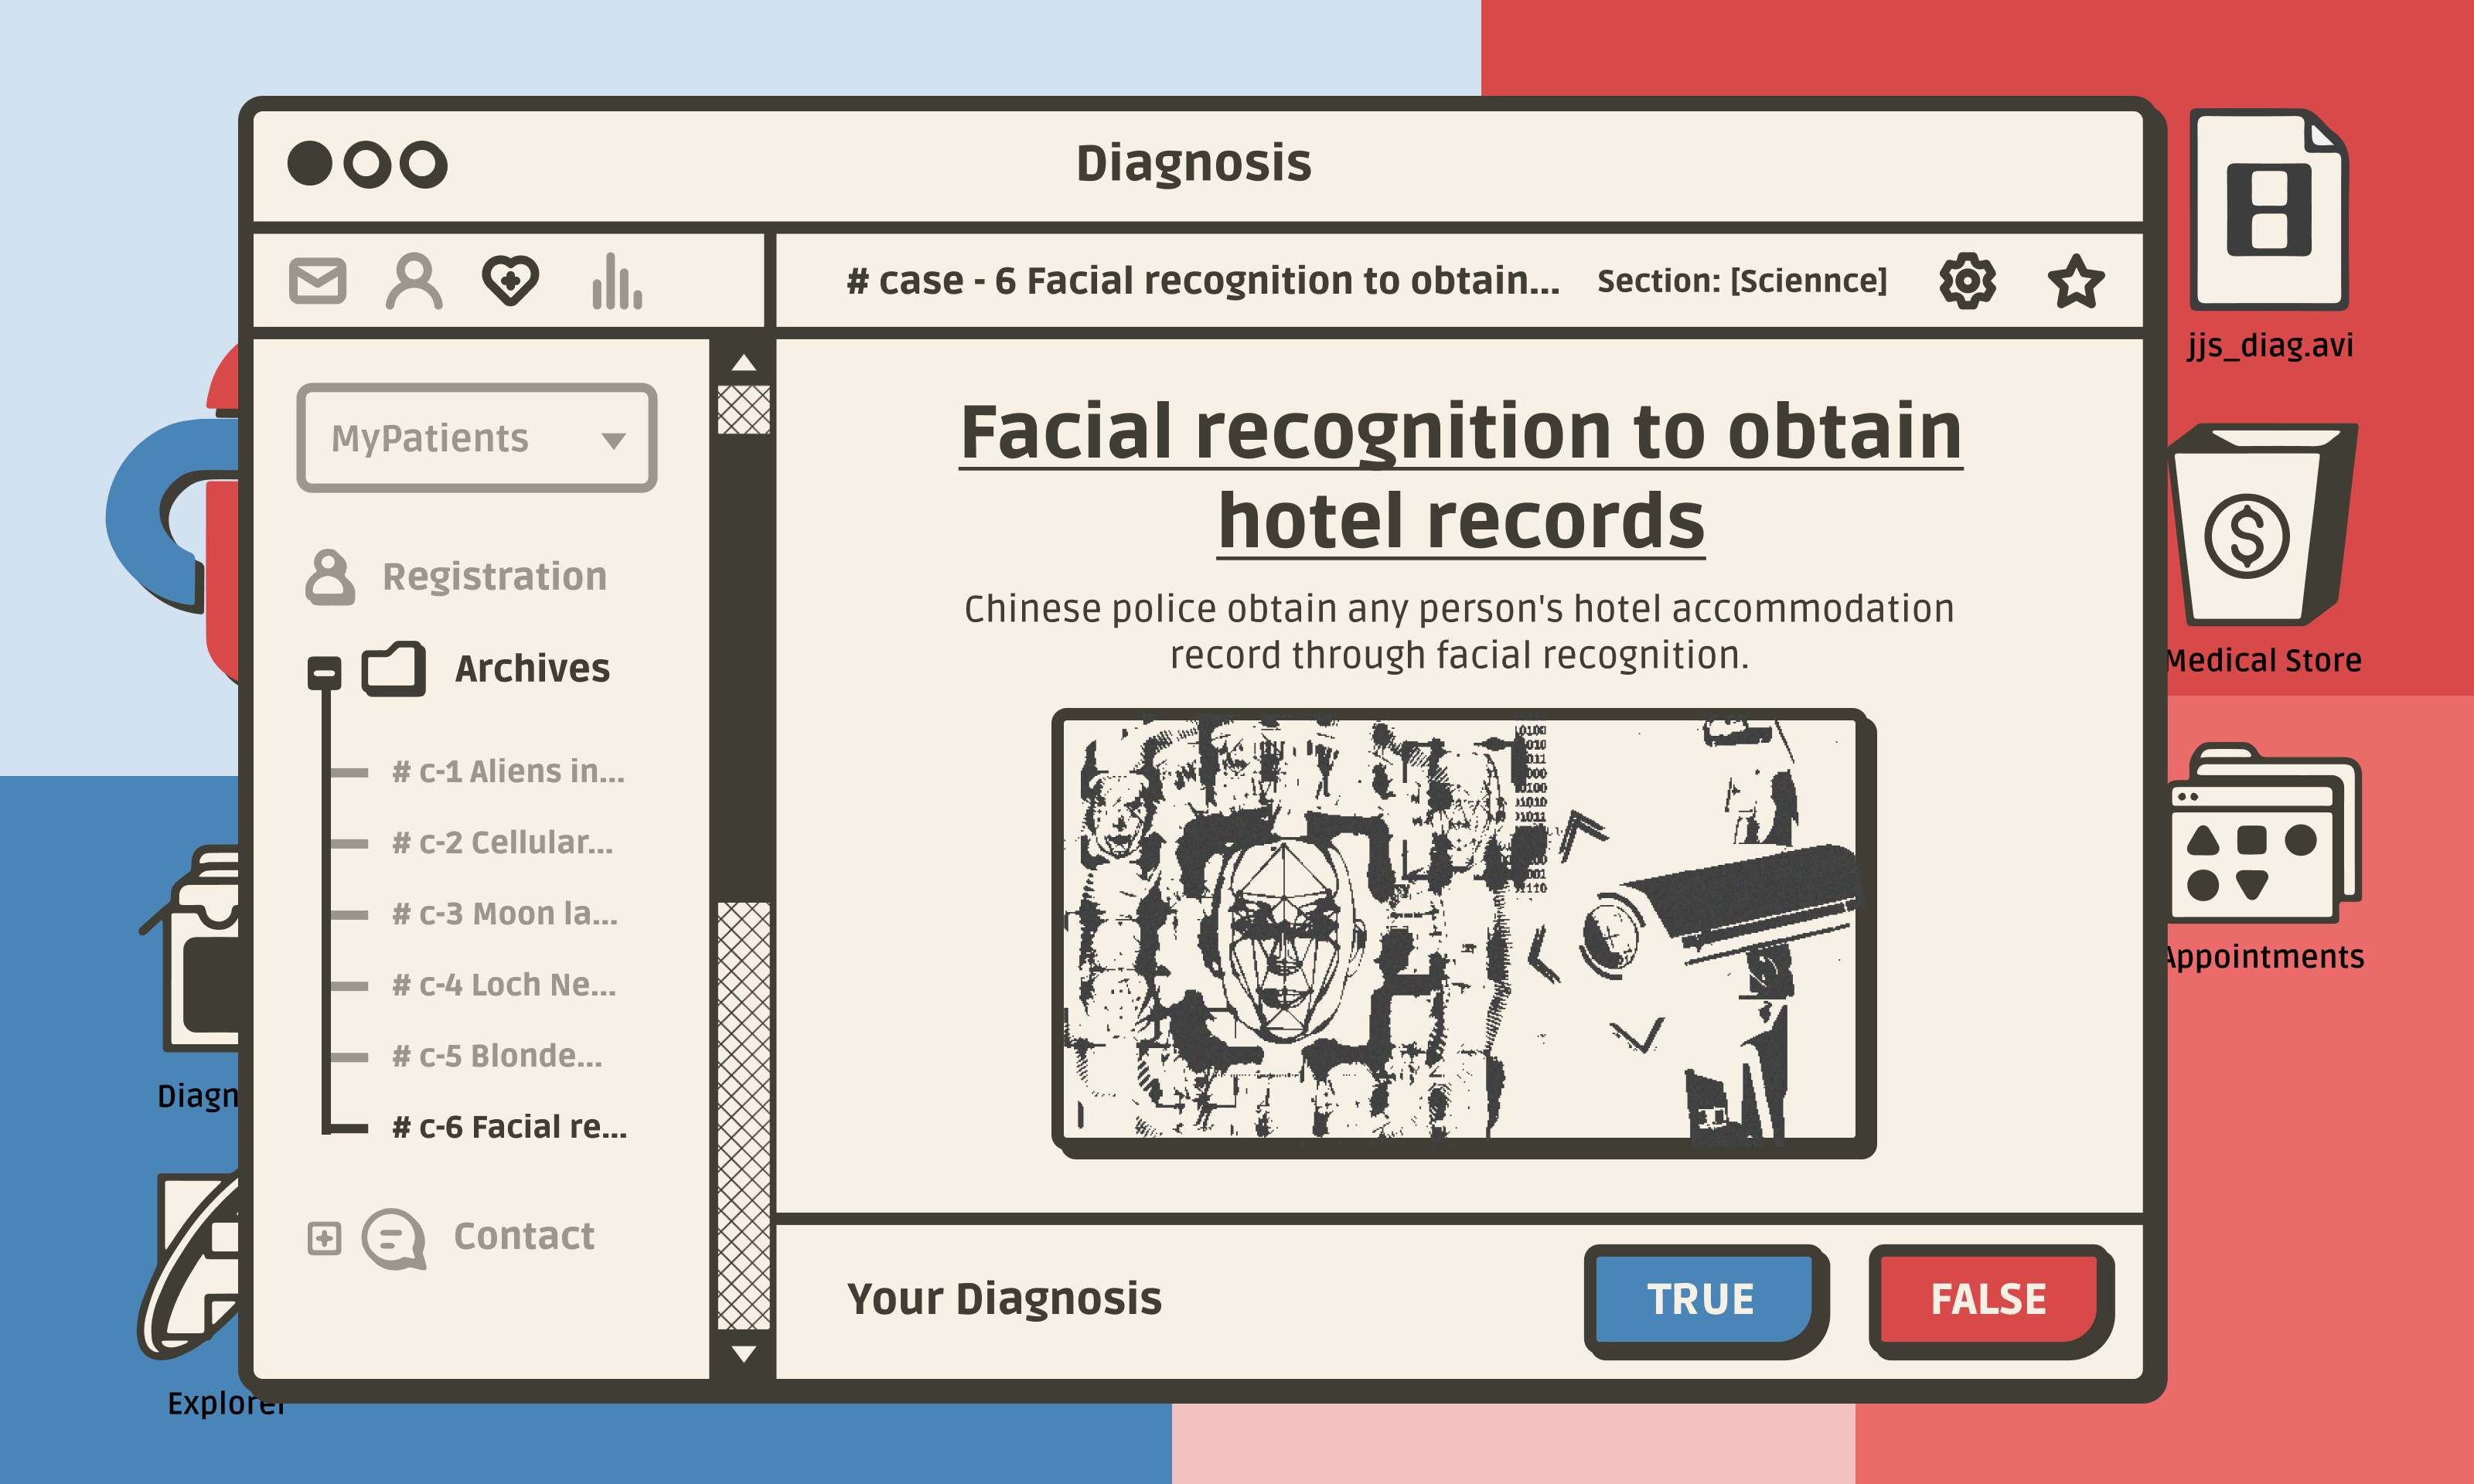 Diagnosis
# case - 6 Facial recognition to obtain...
Section: [Sciennce]
MyPatients
Registration
Archives
# c-1 Aliens in...
# c-2 Cellular...
# c-3 Moon la...
# c-4 Loch Ne...
# c-5 Blonde...
# c-6 Facial re...
Contact
Facial recognition to obtain
hotel records
Chinese police obtain any person's hotel accommodation
record through facial recognition.
Your Diagnosis
TRUE
FALSE
jjs_diag.avi
Medical Store
Appointments
Diagn
Explorer